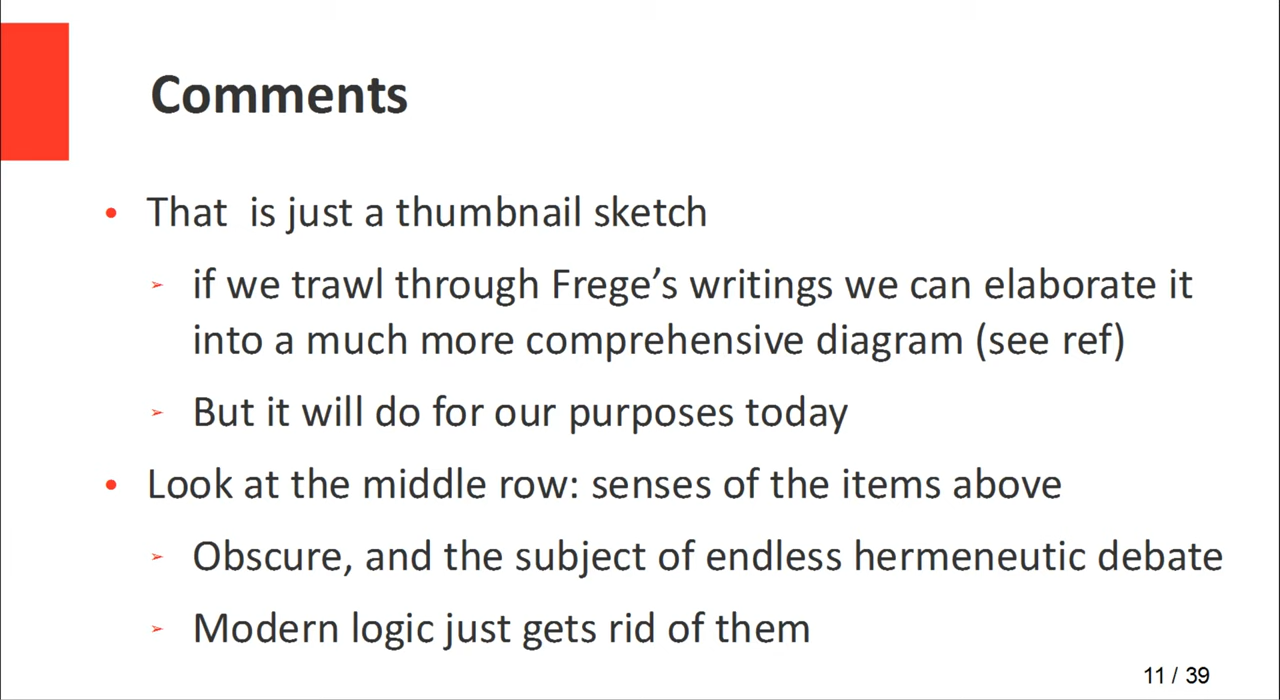 Comments
• That  is just a thumbnail sketch
➢ if we trawl through Frege’s writings we can elaborate it
into a much more comprehensive diagram (see ref)
➢ But it will do for our purposes today
• Look at the middle row: senses of the items above
➢ Obscure, and the subject of endless hermeneutic debate
➢ Modern logic just gets rid of them
11 / 39